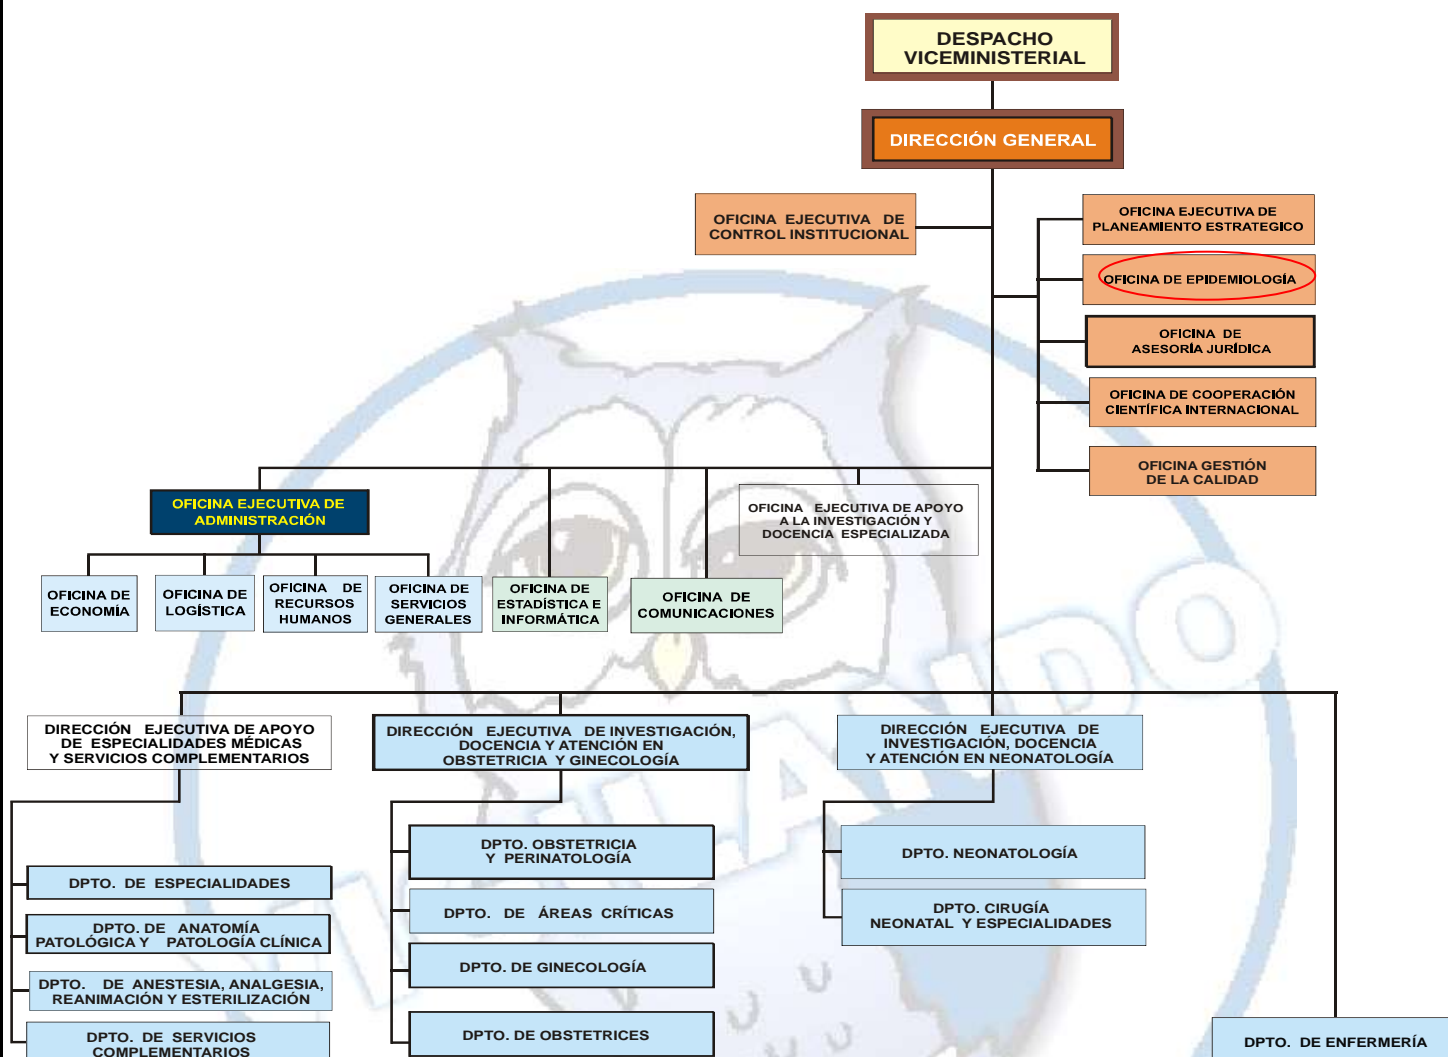 DESPACHO
VICEMINISTERIAL
DIRECCIÓN GENERAL
OFICINA EJECUTIVA DE
CONTROL INSTITUCIONAL
OFICINA EJECUTIVA DE
PLANEAMIENTO ESTRATEGICO
OFICINA DE EPIDEMIOLOGÍA
OFICINA DE
ASESORÍA JURÍDICA
OFICINA DE COOPERACIÓN
CIENTÍFICA INTERNACIONAL
OFICINA GESTIÓN
DE LA CALIDAD
OFICINA EJECUTIVA DE
ADMINISTRACIÓN
OFICINA EJECUTIVA DE APOYO
A LA INVESTIGACIÓN Y
DOCENCIA ESPECIALIZADA
OFICINA DE
ECONOMÍA
OFICINA DE
LOGÍSTICA
OFICINA DE
RECURSOS
HUMANOS
OFICINA DE
SERVICIOS
GENERALES
OFICINA DE
ESTADÍSTICA E
INFORMÁTICA
OFICINA DE
COMUNICACIONES
DIRECCIÓN EJECUTIVA DE APOYO
DE ESPECIALIDADES MÉDICAS
Y SERVICIOS COMPLEMENTARIOS
DIRECCIÓN EJECUTIVA DE INVESTIGACIÓN,
DOCENCIA Y ATENCIÓN EN
OBSTETRICIA Y GINECOLOGÍA
DIRECCIÓN EJECUTIVA DE
INVESTIGACIÓN, DOCENCIA
Y ATENCIÓN EN NEONATOLOGÍA
DPTO. DE ESPECIALIDADES
DPTO. DE ANATOMÍA
PATOLÓGICA Y PATOLOGÍA CLÍNICA
DPTO. DE ANESTESIA, ANALGESIA,
REANIMACIÓN Y ESTERILIZACIÓN
DPTO. DE SERVICIOS
COMPLEMENTARIOS
DPTO. OBSTETRICIA
Y PERINATOLOGÍA
DPTO. DE ÁREAS CRÍTICAS
DPTO. DE GINECOLOGÍA
DPTO. DE OBSTETRICES
DPTO. NEONATOLOGÍA
DPTO. CIRUGÍA
NEONATAL Y ESPECIALIDADES
DPTO. DE ENFERMERÍA
VIGILANDO